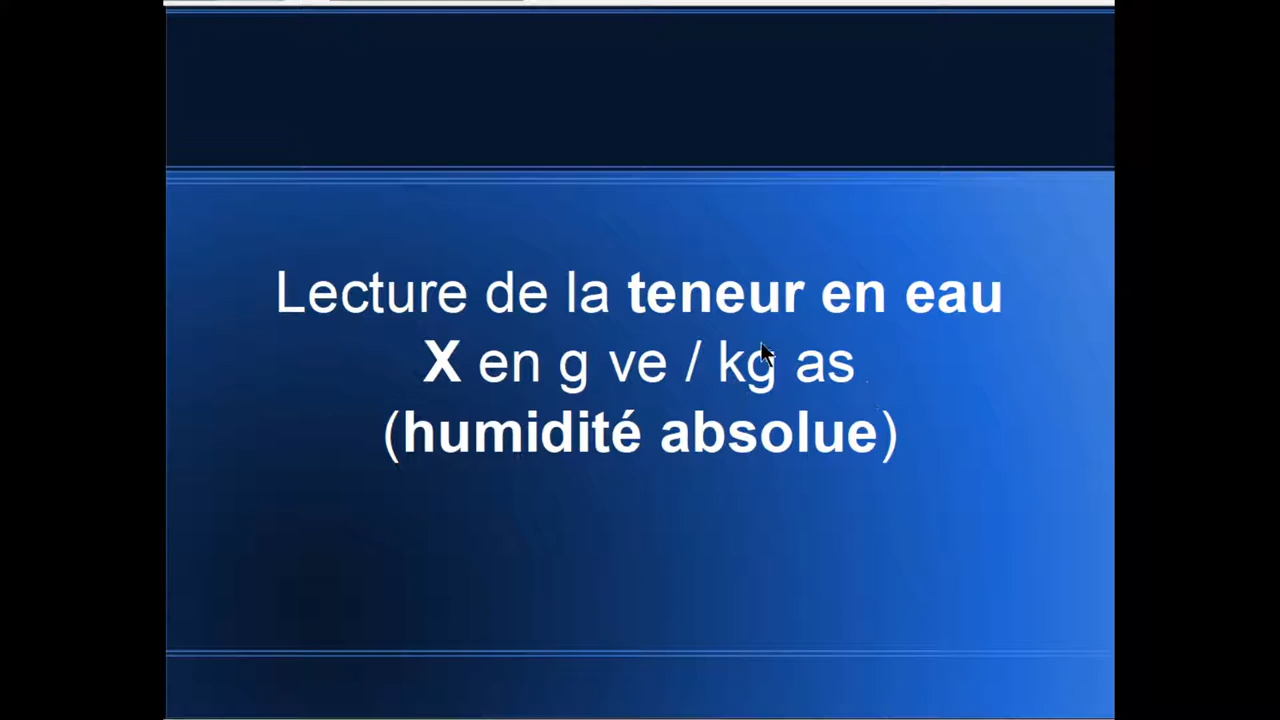 Lecture de la teneur en eau
X en g ve / kg as
(humidité absolue)